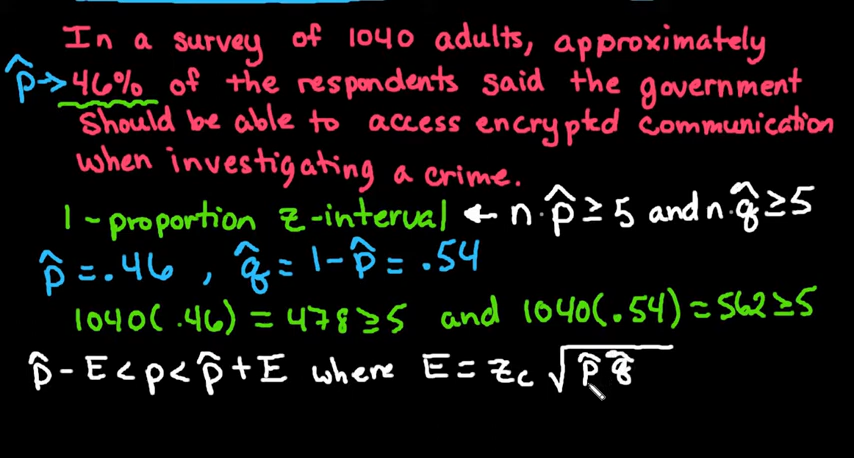 In a survey of 1040 adults, approximately
p̂→ 46% of the respondents said the government
Should be able to access encrypted communication
when investigating a crime.
1-proportion z-interval ← n·p̂ ≥ 5 and n·q̂ ≥ 5
p̂ = .46 , q̂ = 1 - p̂ = .54
1040(.46) = 478 ≥ 5 and 1040(.54) = 562 ≥ 5
p̂ - E < p < p̂ + E where E = zc √p̂ q̂